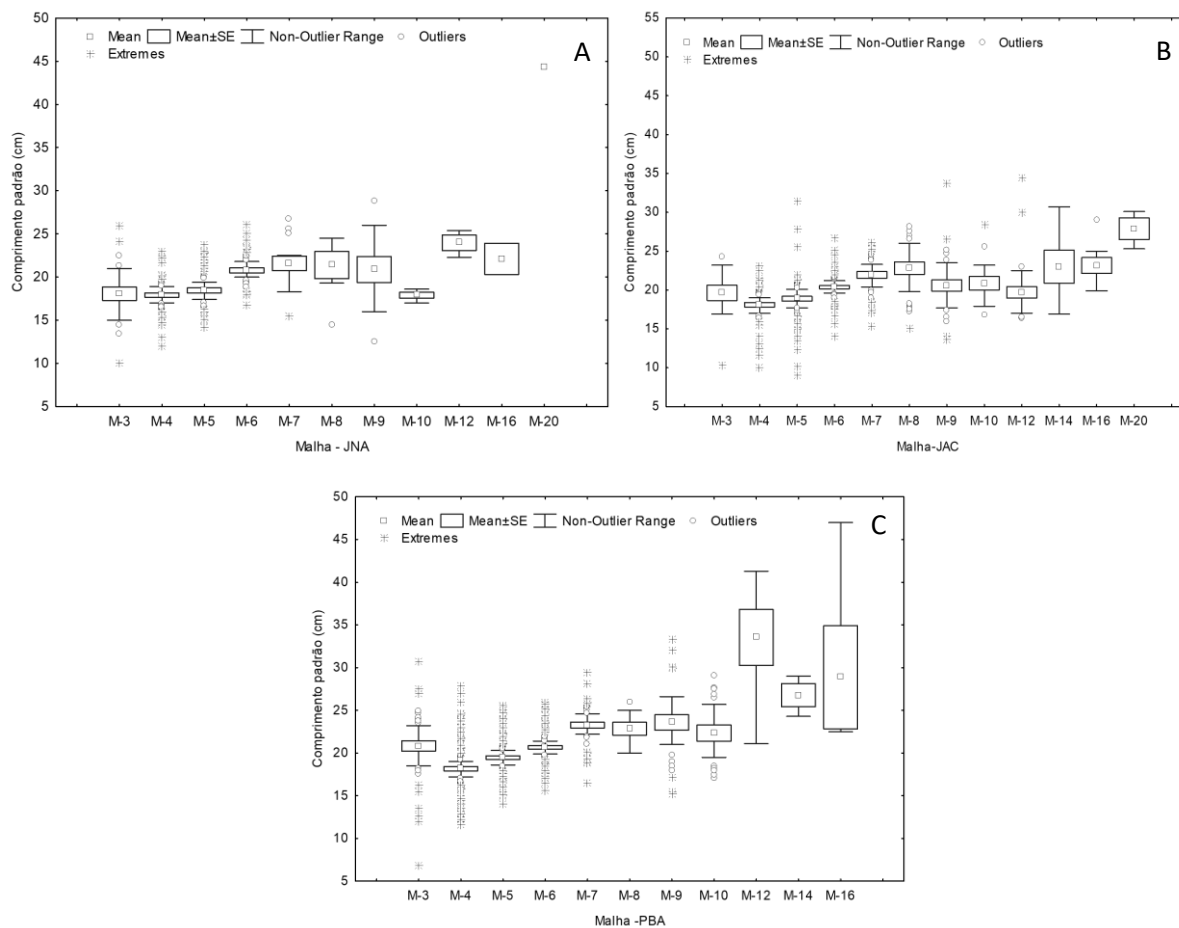 50
45
40
35
30
25
20
15
10
5
Comprimento padrão (cm)
Mean Mean±SE Non-Outlier Range Outliers
Extremes
A
M-3 M-4 M-5 M-6 M-7 M-8 M-9 M-10 M-12 M-16 M-20
Malha - JNA
55
50
45
40
35
30
25
20
15
10
5
Comprimento padrão (cm)
Mean Mean±SE Non-Outlier Range Outliers
Extremes
B
M-3 M-4 M-5 M-6 M-7 M-8 M-9 M-10 M-12 M-14 M-16 M-20
Malha-JAC
50
45
40
35
30
25
20
15
10
5
Comprimento padrão (cm)
Mean Mean±SE Non-Outlier Range Outliers
Extremes
C
M-3 M-4 M-5 M-6 M-7 M-8 M-9 M-10 M-12 M-14 M-16
Malha -PBA